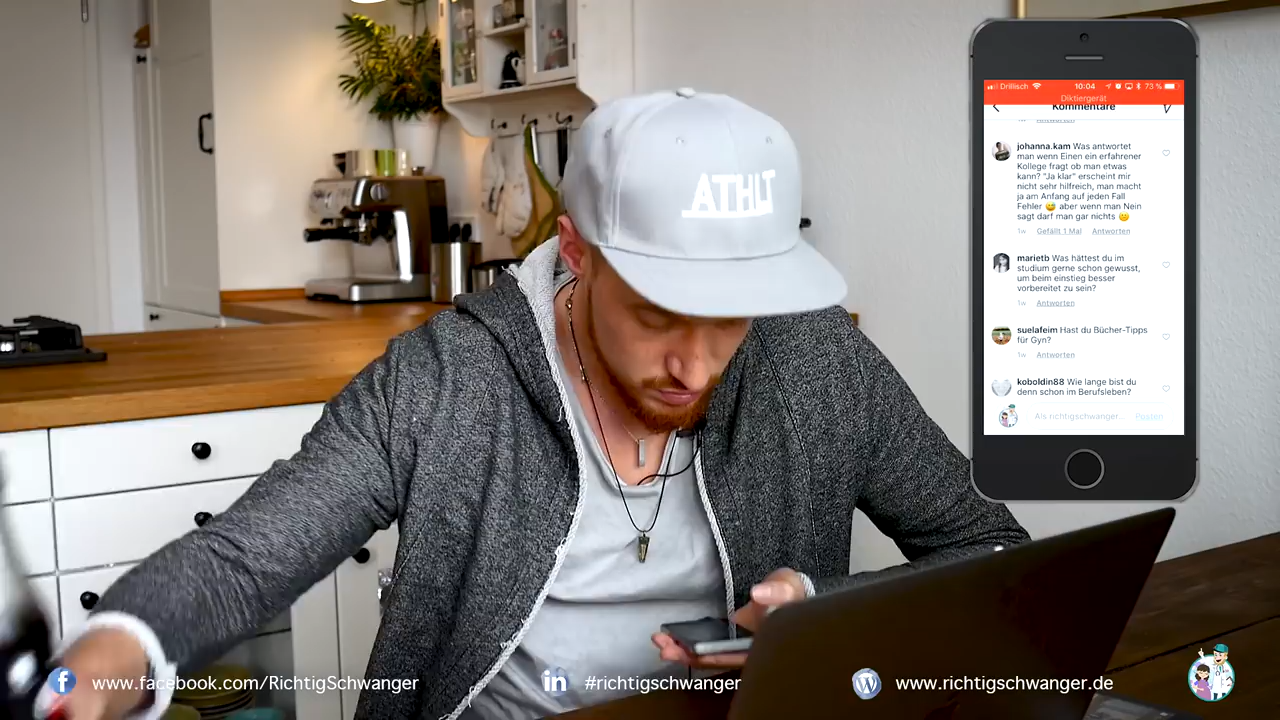 ATHLT
Drillisch 10:04 73 %
Diktiergerät
Kommentare
1w Antworten
johanna.kam Was antwortet
man wenn Einen ein erfahrener
Kollege fragt ob man etwas
kann? "Ja klar" erscheint mir
nicht sehr hilfreich, man macht
ja am Anfang auf jeden Fall
Fehler 😅 aber wenn man Nein
sagt darf man gar nichts 🙁
1w Gefällt 1 Mal Antworten
marietb Was hättest du im
studium gerne schon gewusst,
um beim einstieg besser
vorbereitet zu sein?
1w Antworten
suelafeim Hast du Bücher-Tipps
für Gyn?
1w Antworten
koboldin88 Wie lange bist du
denn schon im Berufsleben?
Als richtigschwanger... Posten
www.facebook.com/RichtigSchwanger
#richtigschwanger
www.richtigschwanger.de